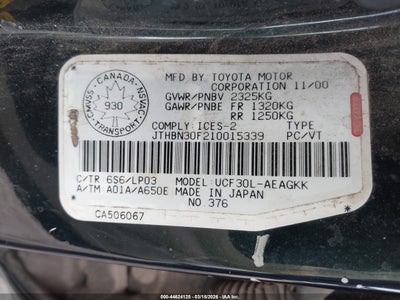 CANADA
CMVSS NSVAC
930
TRANSPORT
MFD BY TOYOTA MOTOR
CORPORATION 11/00
GVWR/PNBV 2325KG
GAWR/PNBE FR 1320KG
RR 1250KG
COMPLY:ICES-2 TYPE
JTHBN30F210015339 PC/VT
C/TR 6S6/LP03 MODEL:UCF30L-AEAGKK
A/TM A01A/A650E MADE IN JAPAN
NO 376
CA506067
000-44624125 - 03/18/2026 - COPYRIGHT IAA